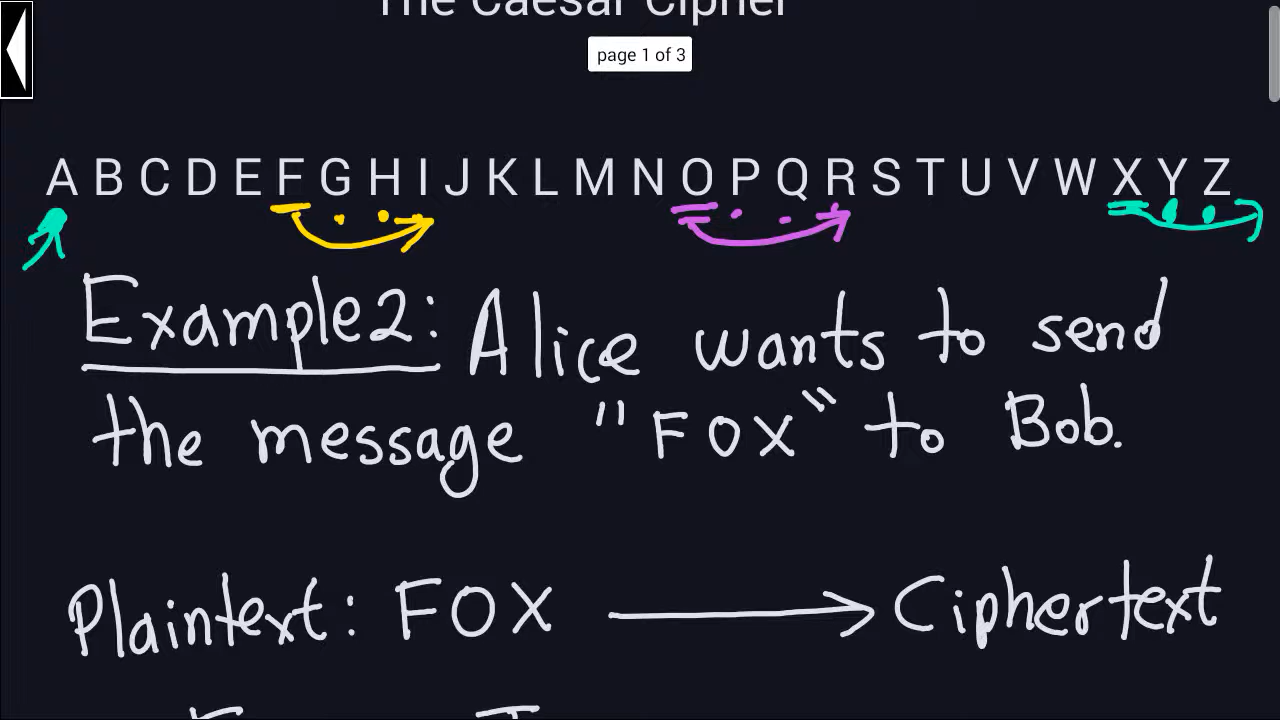 The Caesar Cipher
page 1 of 3
A B C D E F G H I J K L M N O P Q R S T U V W X Y Z
Example2: Alice wants to send
the message "FOX" to Bob.
Plaintext: FOX → Ciphertext